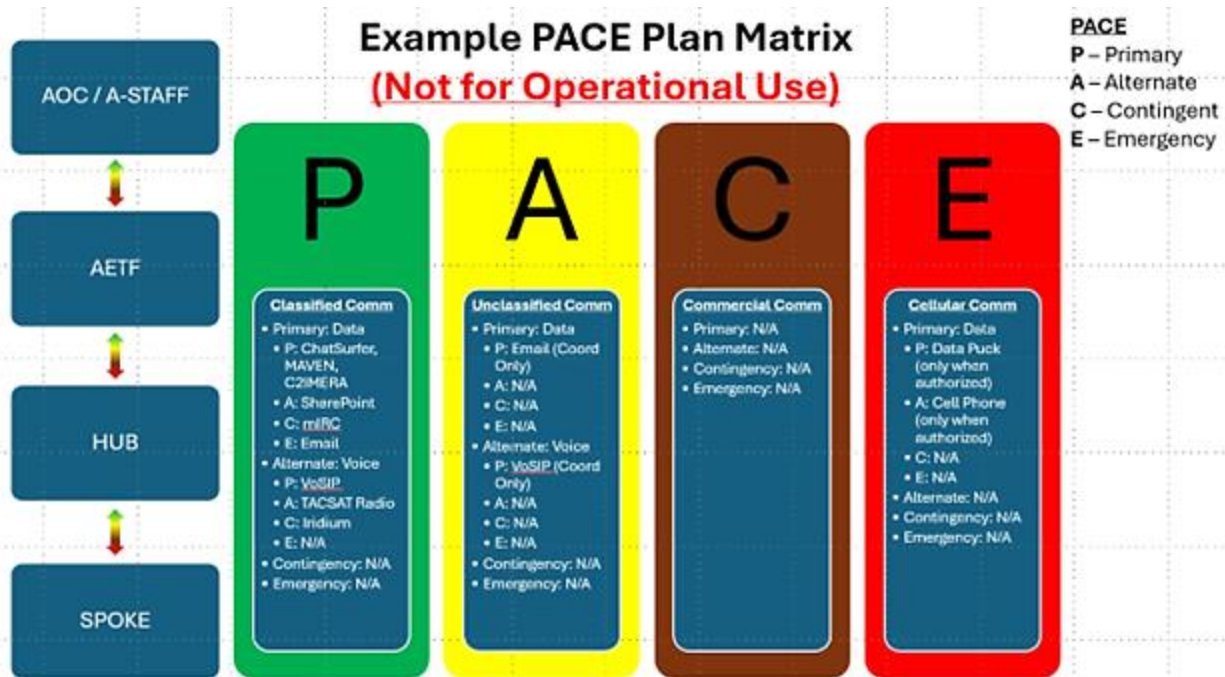 Example PACE Plan Matrix
(Not for Operational Use)
PACE
P – Primary
A – Alternate
C – Contingent
E – Emergency
AOC / A-STAFF
AETF
HUB
SPOKE
P
Classified Comm
• Primary: Data
• P: ChatSurfer,
MAVEN,
C2IMERA
• A: SharePoint
• C: mIRC
• E: Email
• Alternate: Voice
• P: VoSIP
• A: TACSAT Radio
• C: Iridium
• E: N/A
• Contingency: N/A
• Emergency: N/A
A
Unclassified Comm
• Primary: Data
• P: Email (Coord
Only)
• A: N/A
• C: N/A
• E: N/A
• Alternate: Voice
• P: VoSIP (Coord
Only)
• A: N/A
• C: N/A
• E: N/A
• Contingency: N/A
• Emergency: N/A
C
Commercial Comm
• Primary: N/A
• Alternate: N/A
• Contingency: N/A
• Emergency: N/A
E
Cellular Comm
• Primary: Data
• P: Data Puck
(only when
authorized)
• A: Cell Phone
(only when
authorized)
• C: N/A
• E: N/A
• Alternate: N/A
• Contingency: N/A
• Emergency: N/A